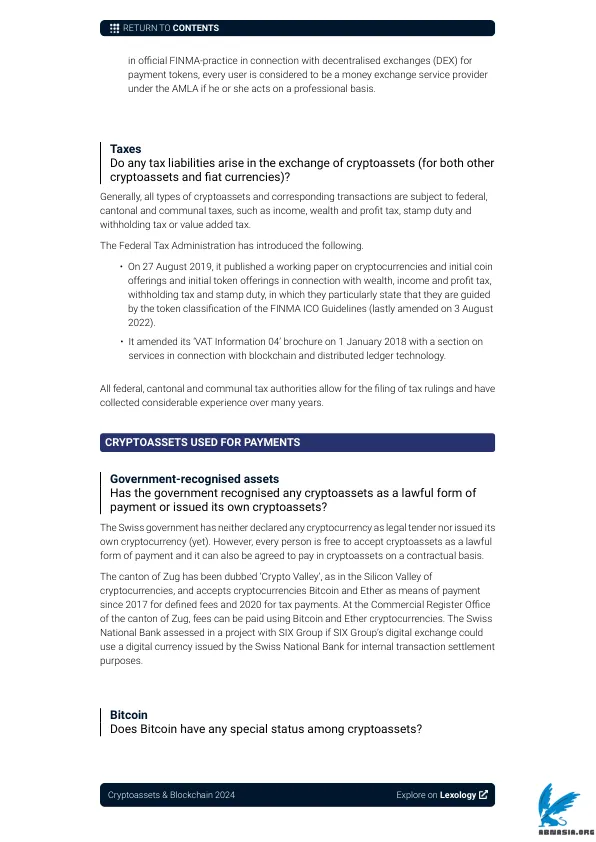 RETURN TO CONTENTS
in official FINMA-practice in connection with decentralised exchanges (DEX) for
payment tokens, every user is considered to be a money exchange service provider
under the AMLA if he or she acts on a professional basis.
Taxes
Do any tax liabilities arise in the exchange of cryptoassets (for both other
cryptoassets and fiat currencies)?
Generally, all types of cryptoassets and corresponding transactions are subject to federal,
cantonal and communal taxes, such as income, wealth and profit tax, stamp duty and
withholding tax or value added tax.
The Federal Tax Administration has introduced the following.
• On 27 August 2019, it published a working paper on cryptocurrencies and initial coin
offerings and initial token offerings in connection with wealth, income and profit tax,
withholding tax and stamp duty, in which they particularly state that they are guided
by the token classification of the FINMA ICO Guidelines (lastly amended on 3 August
2022).
• It amended its 'VAT Information 04' brochure on 1 January 2018 with a section on
services in connection with blockchain and distributed ledger technology.
All federal, cantonal and communal tax authorities allow for the filing of tax rulings and have
collected considerable experience over many years.
CRYPTOASSETS USED FOR PAYMENTS
Government-recognised assets
Has the government recognised any cryptoassets as a lawful form of
payment or issued its own cryptoassets?
The Swiss government has neither declared any cryptocurrency as legal tender nor issued its
own cryptocurrency (yet). However, every person is free to accept cryptoassets as a lawful
form of payment and it can also be agreed to pay in cryptoassets on a contractual basis.
The canton of Zug has been dubbed 'Crypto Valley', as in the Silicon Valley of
cryptocurrencies, and accepts cryptocurrencies Bitcoin and Ether as means of payment
since 2017 for defined fees and 2020 for tax payments. At the Commercial Register Office
of the canton of Zug, fees can be paid using Bitcoin and Ether cryptocurrencies. The Swiss
National Bank assessed in a project with SIX Group if SIX Group's digital exchange could
use a digital currency issued by the Swiss National Bank for internal transaction settlement
purposes.
Bitcoin
Does Bitcoin have any special status among cryptoassets?
Cryptoassets & Blockchain 2024
Explore on Lexology
ABNASIA.ORG